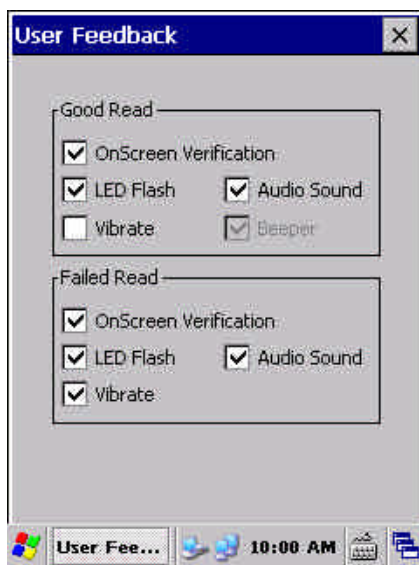 User Feedback
Good Read
OnScreen Verification
LED Flash Audio Sound
Vibrate Beeper
Failed Read
OnScreen Verification
LED Flash Audio Sound
Vibrate
User Fee... 10:00 AM